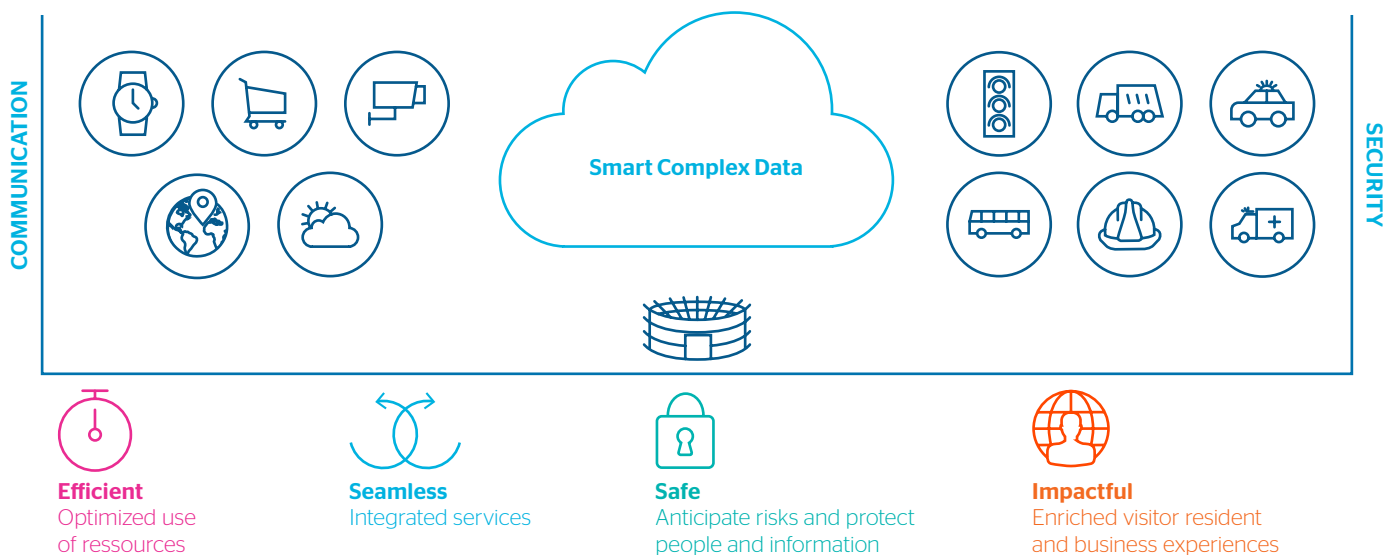 COMMUNICATION
Smart Complex Data
SECURITY
Efficient
Optimized use
of ressources
Seamless
Integrated services
Safe
Anticipate risks and protect
people and information
Impactful
Enriched visitor resident
and business experiences